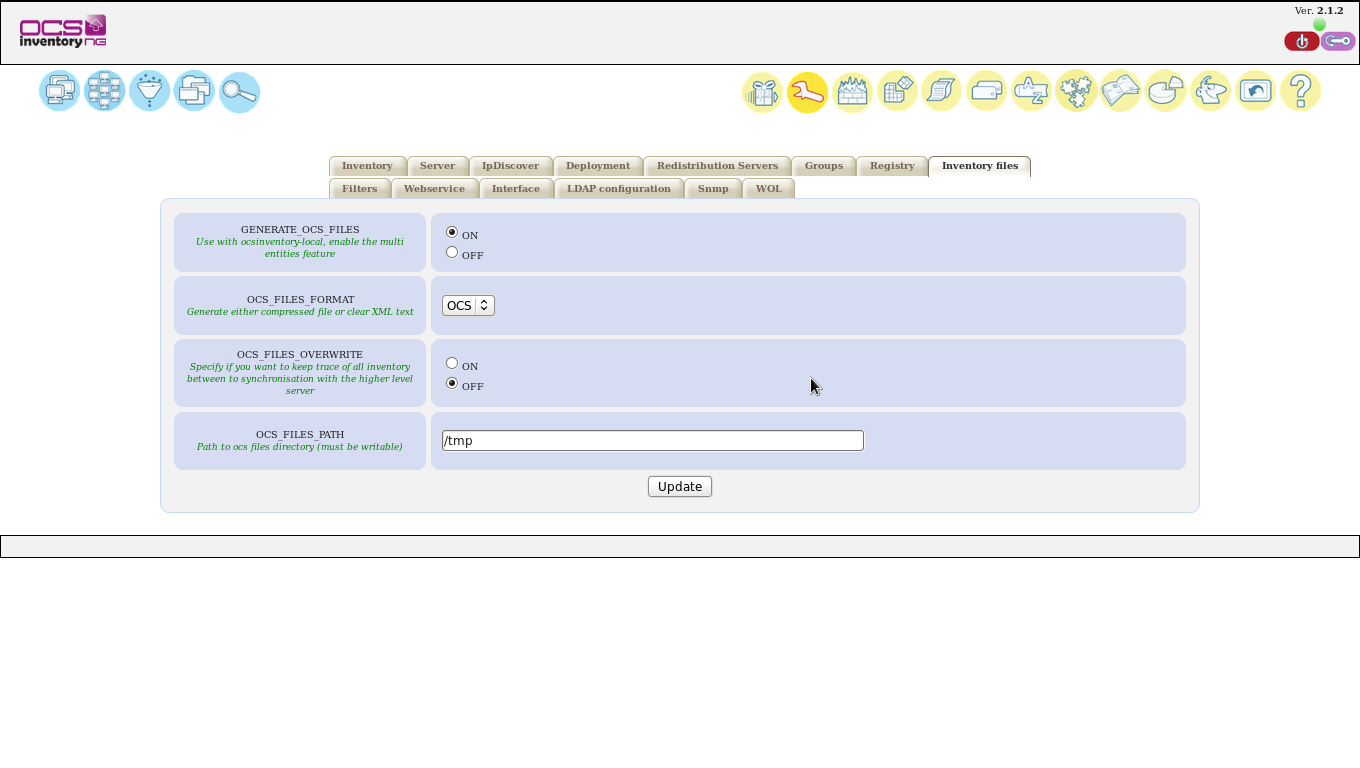 Ver. 2.1.2
OCS
inventory NG
Inventory Server IpDiscover Deployment Redistribution Servers Groups Registry Inventory files
Filters Webservice Interface LDAP configuration Snmp WOL
GENERATE_OCS_FILES
Use with ocsinventory-local, enable the multi
entities feature
ON
OFF
OCS_FILES_FORMAT
Generate either compressed file or clear XML text
OCS
OCS_FILES_OVERWRITE
Specify if you want to keep trace of all inventory
between to synchronisation with the higher level
server
ON
OFF
OCS_FILES_PATH
Path to ocs files directory (must be writable)
/tmp
Update